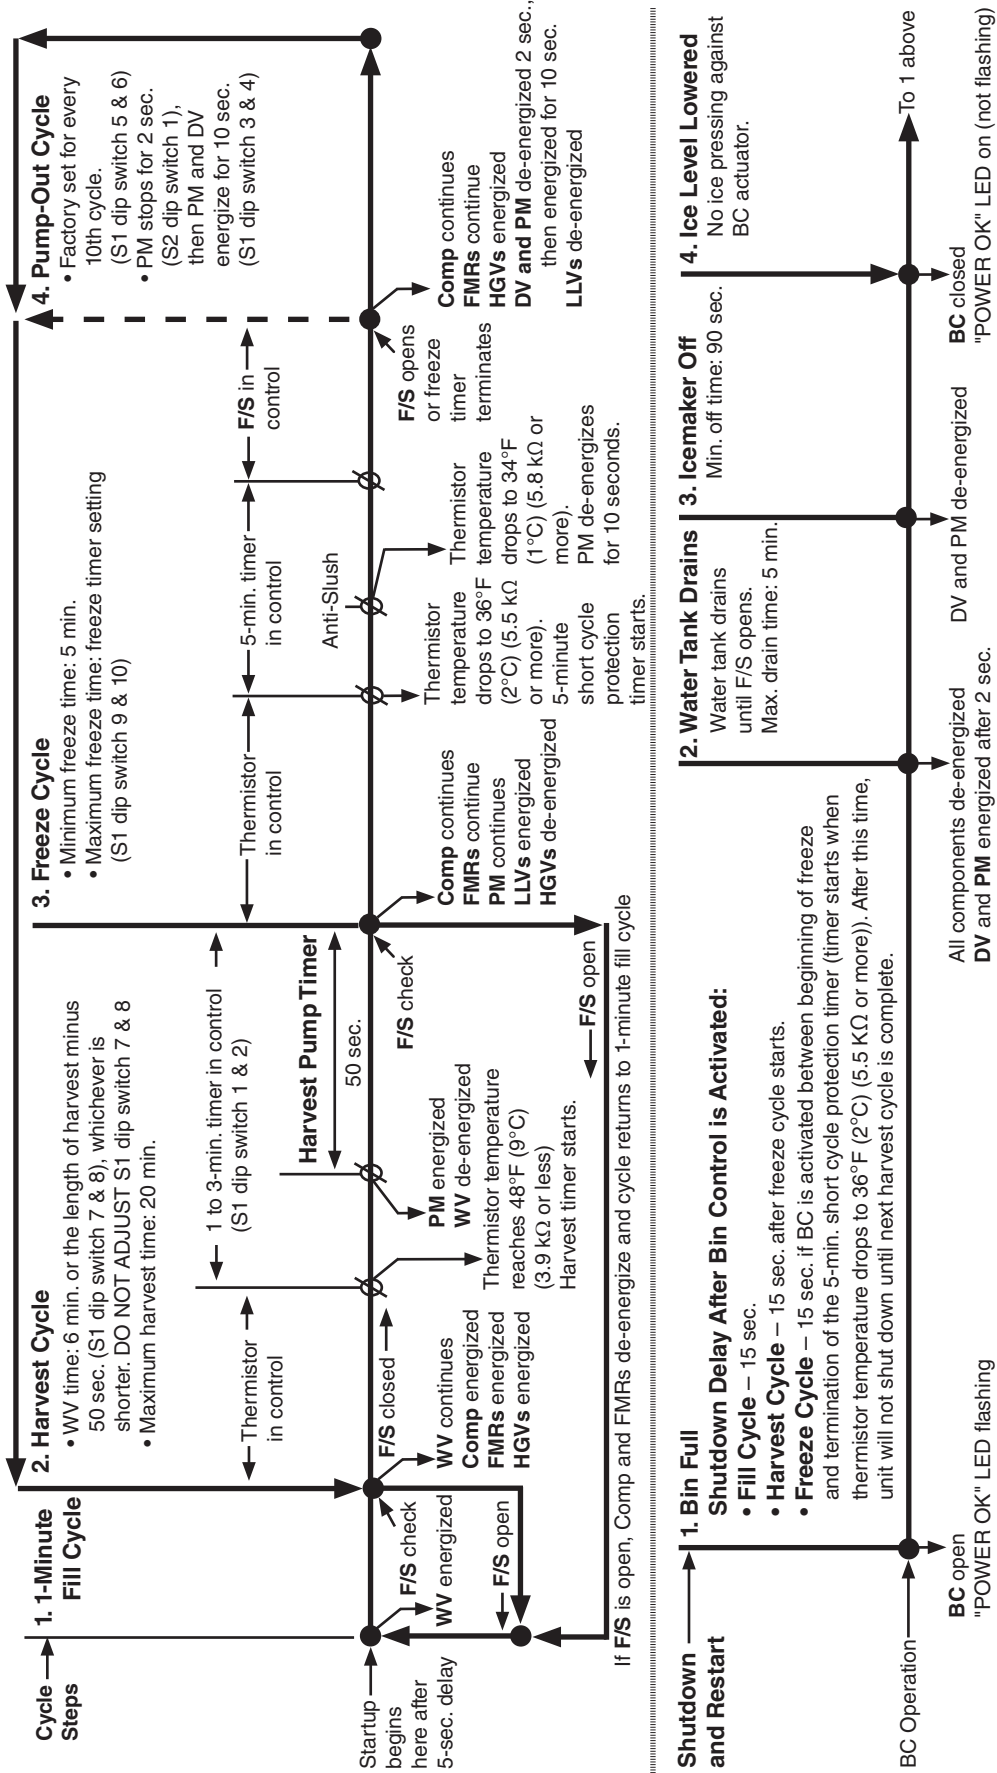 Cycle
Steps
1. 1-Minute
Fill Cycle
2. Harvest Cycle
• WV time: 6 min. or the length of harvest minus
50 sec. (S1 dip switch 7 & 8), whichever is
shorter. DO NOT ADJUST S1 dip switch 7 & 8
• Maximum harvest time: 20 min.
3. Freeze Cycle
• Minimum freeze time: 5 min.
• Maximum freeze time: freeze timer setting
(S1 dip switch 9 & 10)
4. Pump-Out Cycle
• Factory set for every
10th cycle.
(S1 dip switch 5 & 6)
• PM stops for 2 sec.
(S2 dip switch 1),
then PM and DV
energize for 10 sec.
(S1 dip switch 3 & 4)
Thermistor
in control
1 to 3-min. timer in control
(S1 dip switch 1 & 2)
Harvest Pump Timer
50 sec.
Thermistor
in control
5-min. timer
in control
F/S in
control
Anti-Slush
Startup
begins
here after
5-sec. delay
WV energized
F/S check
F/S open
F/S closed
WV continues
Comp energized
FMRs energized
HGVs energized
Thermistor temperature
reaches 48°F (9°C)
(3.9 kΩ or less)
Harvest timer starts.
PM energized
WV de-energized
F/S check
F/S open
Comp continues
FMRs continue
PM continues
LLVs energized
HGVs de-energized
Thermistor
temperature
drops to 36°F
(2°C) (5.5 kΩ
or more).
5-minute
short cycle
protection
timer starts.
Thermistor
temperature
drops to 34°F
(1°C) (5.8 kΩ or
more).
PM de-energizes
for 10 seconds.
F/S opens
or freeze
timer
terminates
Comp continues
FMRs continue
HGVs energized
DV and PM de-energized 2 sec.,
then energized for 10 sec.
LLVs de-energized
If F/S is open, Comp and FMRs de-energize and cycle returns to 1-minute fill cycle
Shutdown
and Restart
1. Bin Full
Shutdown Delay After Bin Control is Activated:
• Fill Cycle – 15 sec.
• Harvest Cycle – 15 sec. after freeze cycle starts.
• Freeze Cycle – 15 sec. if BC is activated between beginning of freeze
and termination of the 5-min. short cycle protection timer (timer starts when
thermistor temperature drops to 36°F (2°C) (5.5 KΩ or more)). After this time,
unit will not shut down until next harvest cycle is complete.
2. Water Tank Drains
Water tank drains
until F/S opens.
Max. drain time: 5 min.
3. Icemaker Off
Min. off time: 90 sec.
4. Ice Level Lowered
No ice pressing against
BC actuator.
BC Operation
To 1 above
BC open
"POWER OK" LED flashing
All components de-energized
DV and PM energized after 2 sec.
DV and PM de-energized
BC closed
"POWER OK" LED on (not flashing)